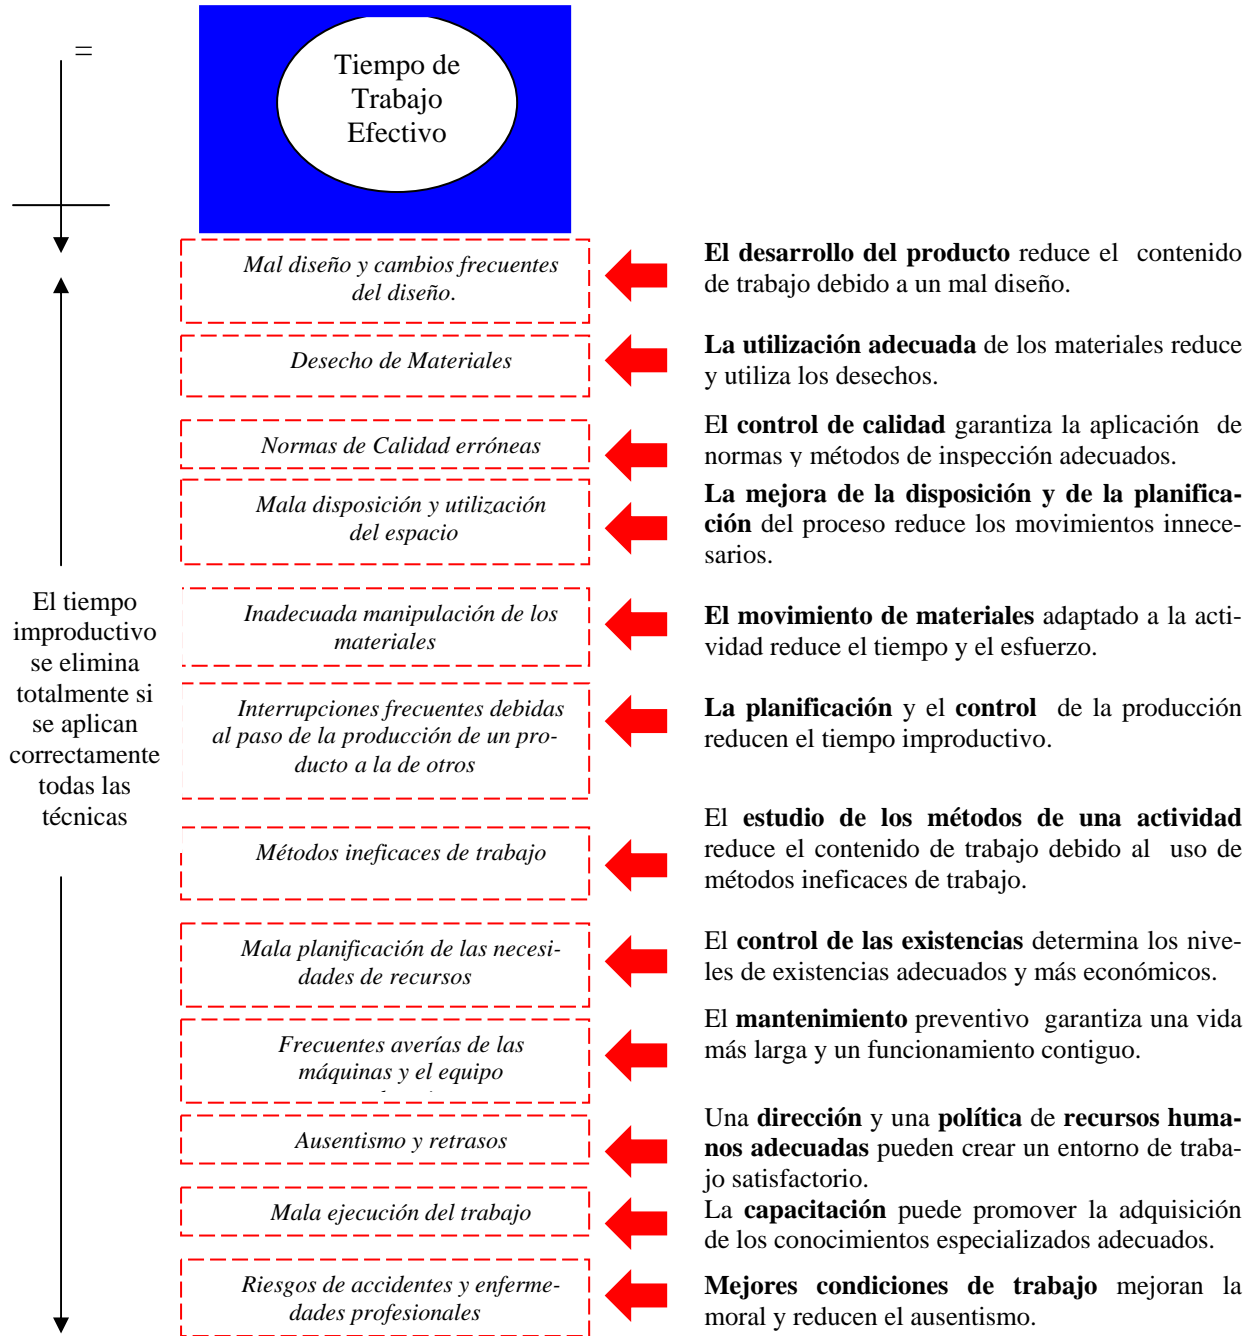 =
Tiempo de
Trabajo
Efectivo
Mal diseño y cambios frecuentes
del diseño.
El desarrollo del producto reduce el contenido
de trabajo debido a un mal diseño.
Desecho de Materiales
La utilización adecuada de los materiales reduce
y utiliza los desechos.
Normas de Calidad erróneas
El control de calidad garantiza la aplicación de
normas y métodos de inspección adecuados.
Mala disposición y utilización
del espacio
La mejora de la disposición y de la planifica-
ción del proceso reduce los movimientos innece-
sarios.
El tiempo
improductivo
se elimina
totalmente si
se aplican
correctamente
todas las
técnicas
Inadecuada manipulación de los
materiales
El movimiento de materiales adaptado a la acti-
vidad reduce el tiempo y el esfuerzo.
Interrupciones frecuentes debidas
al paso de la producción de un pro-
ducto a la de otros
La planificación y el control de la producción
reducen el tiempo improductivo.
Métodos ineficaces de trabajo
El estudio de los métodos de una actividad
reduce el contenido de trabajo debido al uso de
métodos ineficaces de trabajo.
Mala planificación de las necesi-
dades de recursos
El control de las existencias determina los nive-
les de existencias adecuados y más económicos.
Frecuentes averías de las
máquinas y el equipo
El mantenimiento preventivo garantiza una vida
más larga y un funcionamiento contiguo.
Ausentismo y retrasos
Una dirección y una política de recursos huma-
nos adecuadas pueden crear un entorno de traba-
jo satisfactorio.
Mala ejecución del trabajo
La capacitación puede promover la adquisición
de los conocimientos especializados adecuados.
Riesgos de accidentes y enferme-
dades profesionales
Mejores condiciones de trabajo mejoran la
moral y reducen el ausentismo.